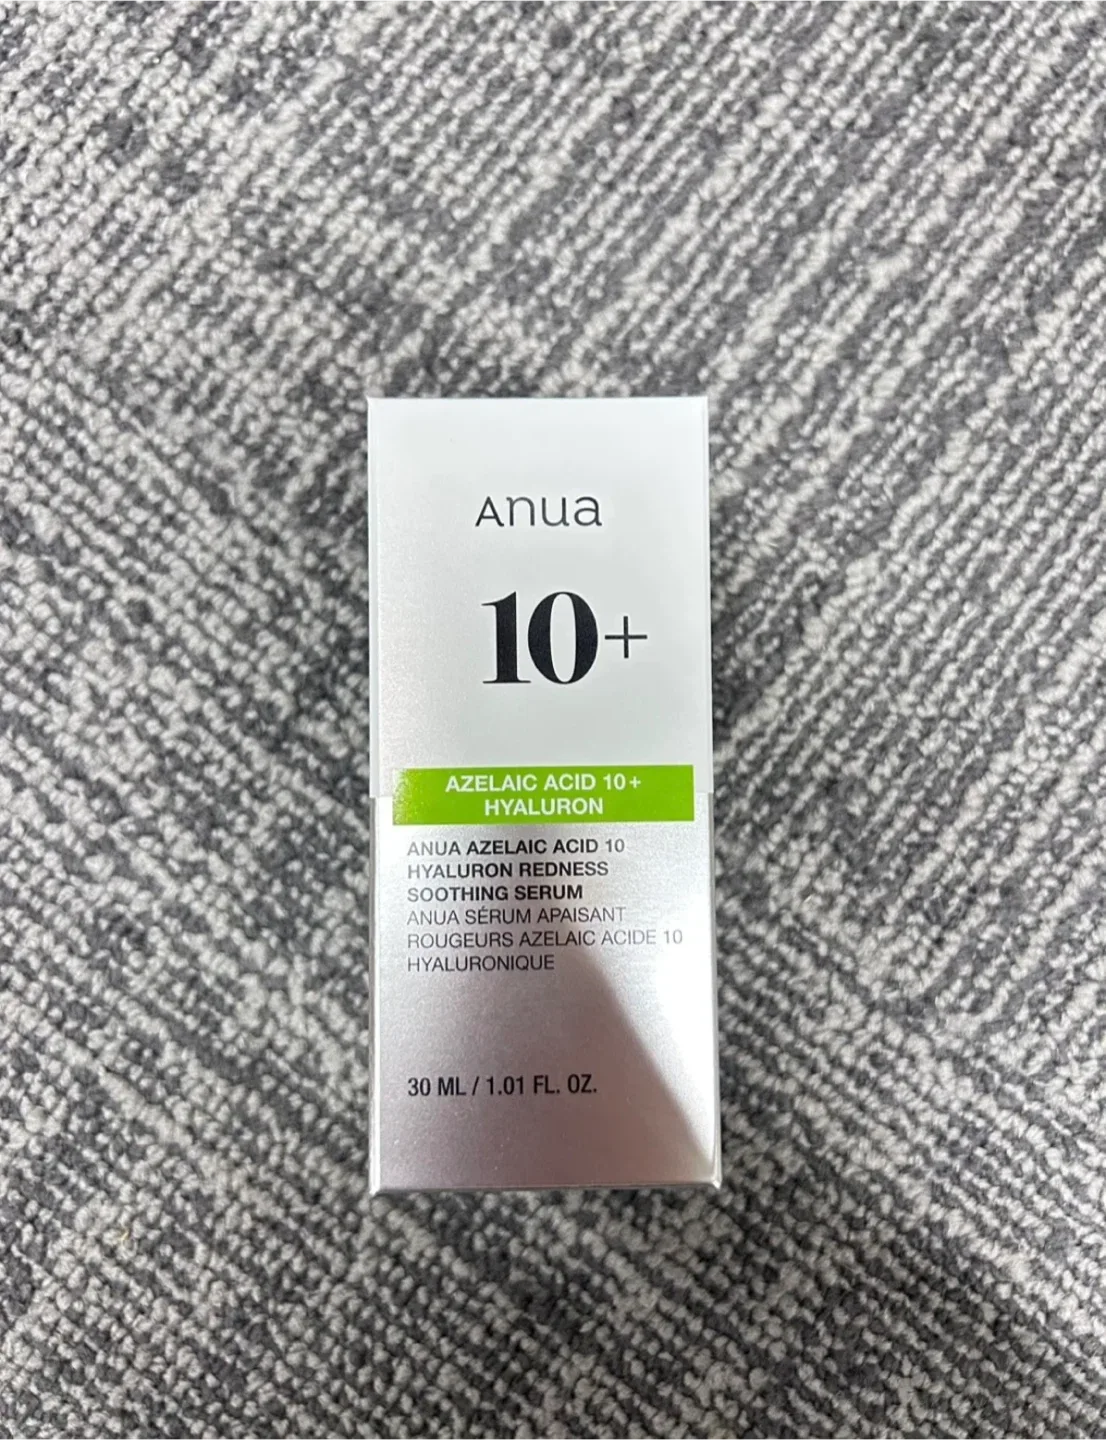 Anua
10+
AZELAIC ACID 10+
HYALURON
ANUA AZELAIC ACID 10
HYALURON REDNESS
SOOTHING SERUM
ANUA SÉRUM APAISANT
ROUGEURS AZELAIC ACIDE 10
HYALURONIQUE
30 ML / 1.01 FL. OZ.